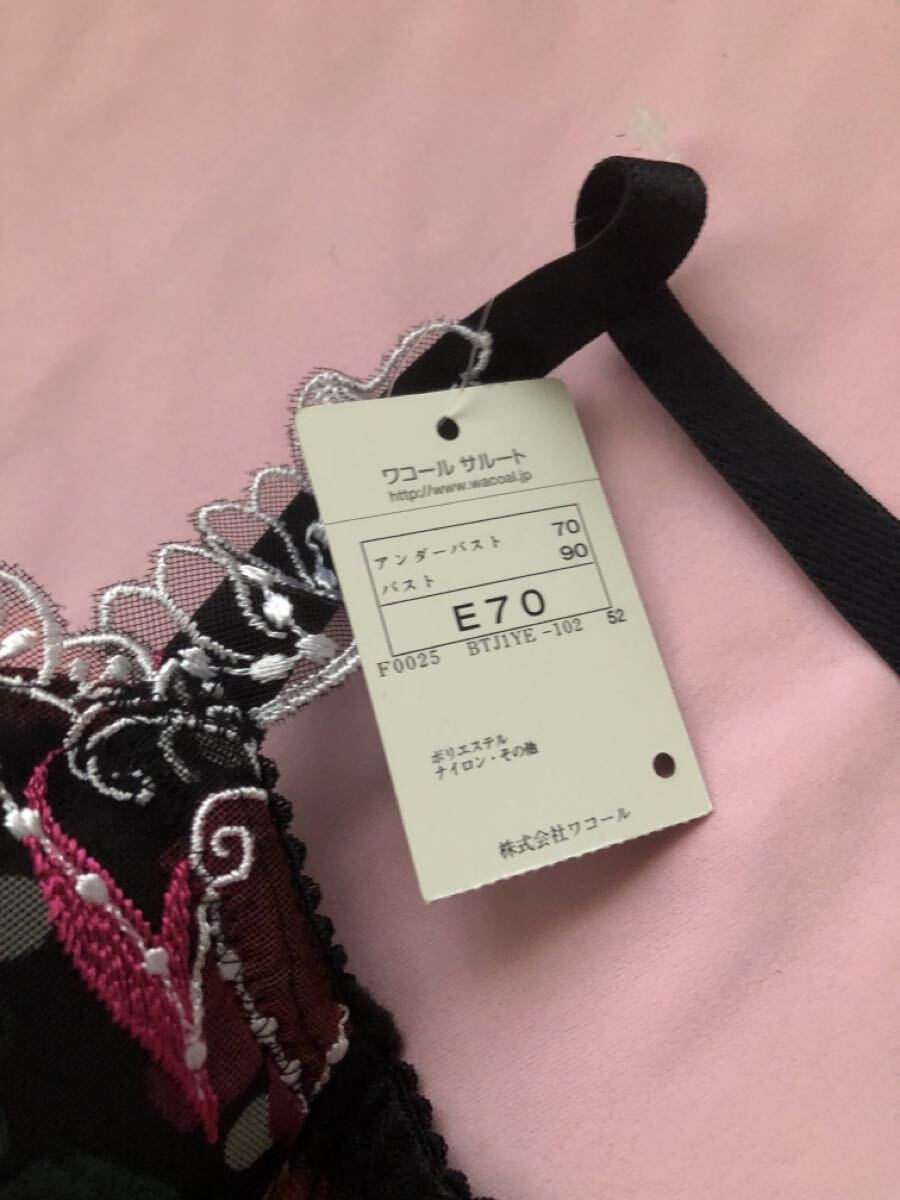 ワコール サルート
http://www.wacoal.jp
アンダーバスト 70
バスト 90
E70
F0025 BTJ1YE -102 52
ポリエステル
ナイロン・その他
株式会社ワコール